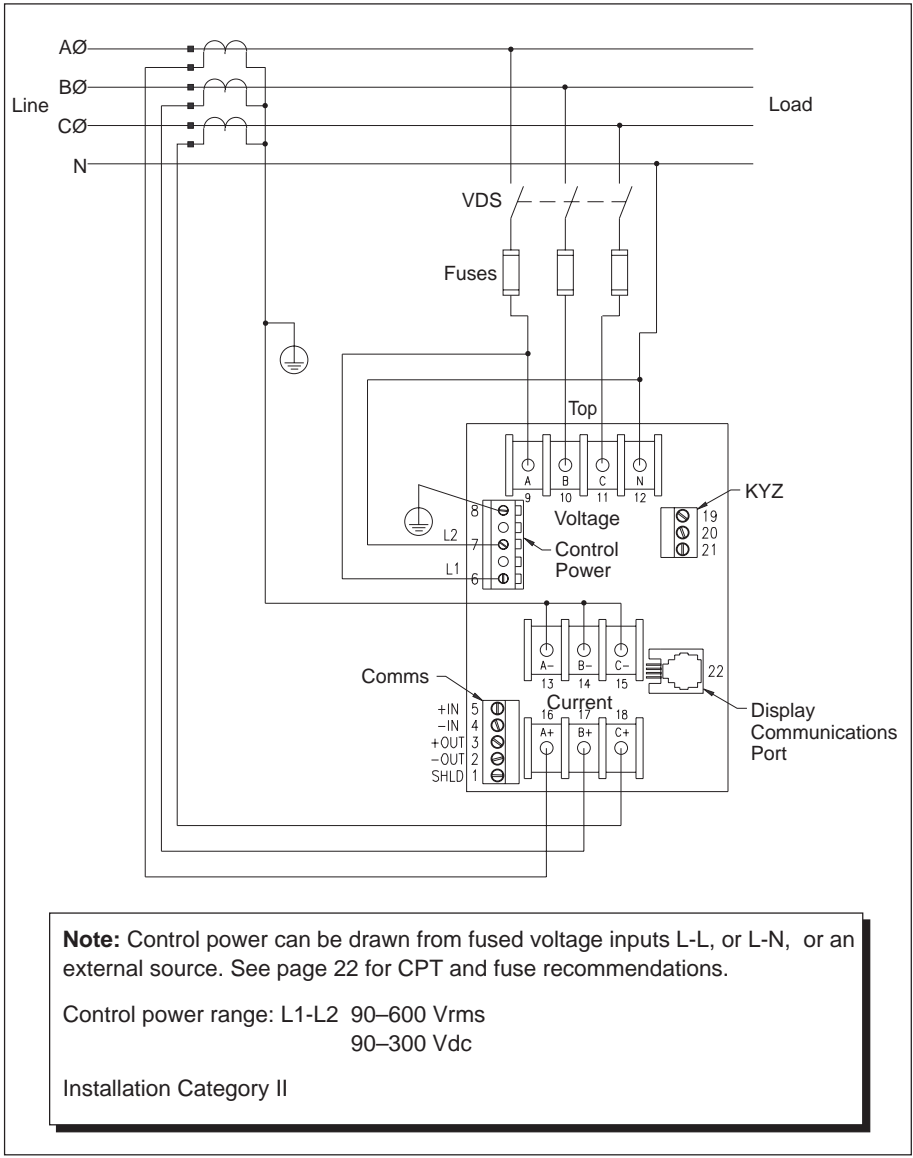 AØ
BØ
Line
Load
CØ
N
VDS
Fuses
Top
A B C N
9 10 11 12
KYZ
8
Voltage
19
20
21
L2
7
Control
Power
L1
6
A- B- C-
13 14 15
22
Comms
Current
+IN 5
-IN 4
+OUT 3
-OUT 2
SHLD 1
16 17 18
A+ B+ C+
Display
Communications
Port
Note: Control power can be drawn from fused voltage inputs L-L, or L-N, or an
external source. See page 22 for CPT and fuse recommendations.
Control power range: L1-L2 90–600 Vrms
90–300 Vdc
Installation Category II